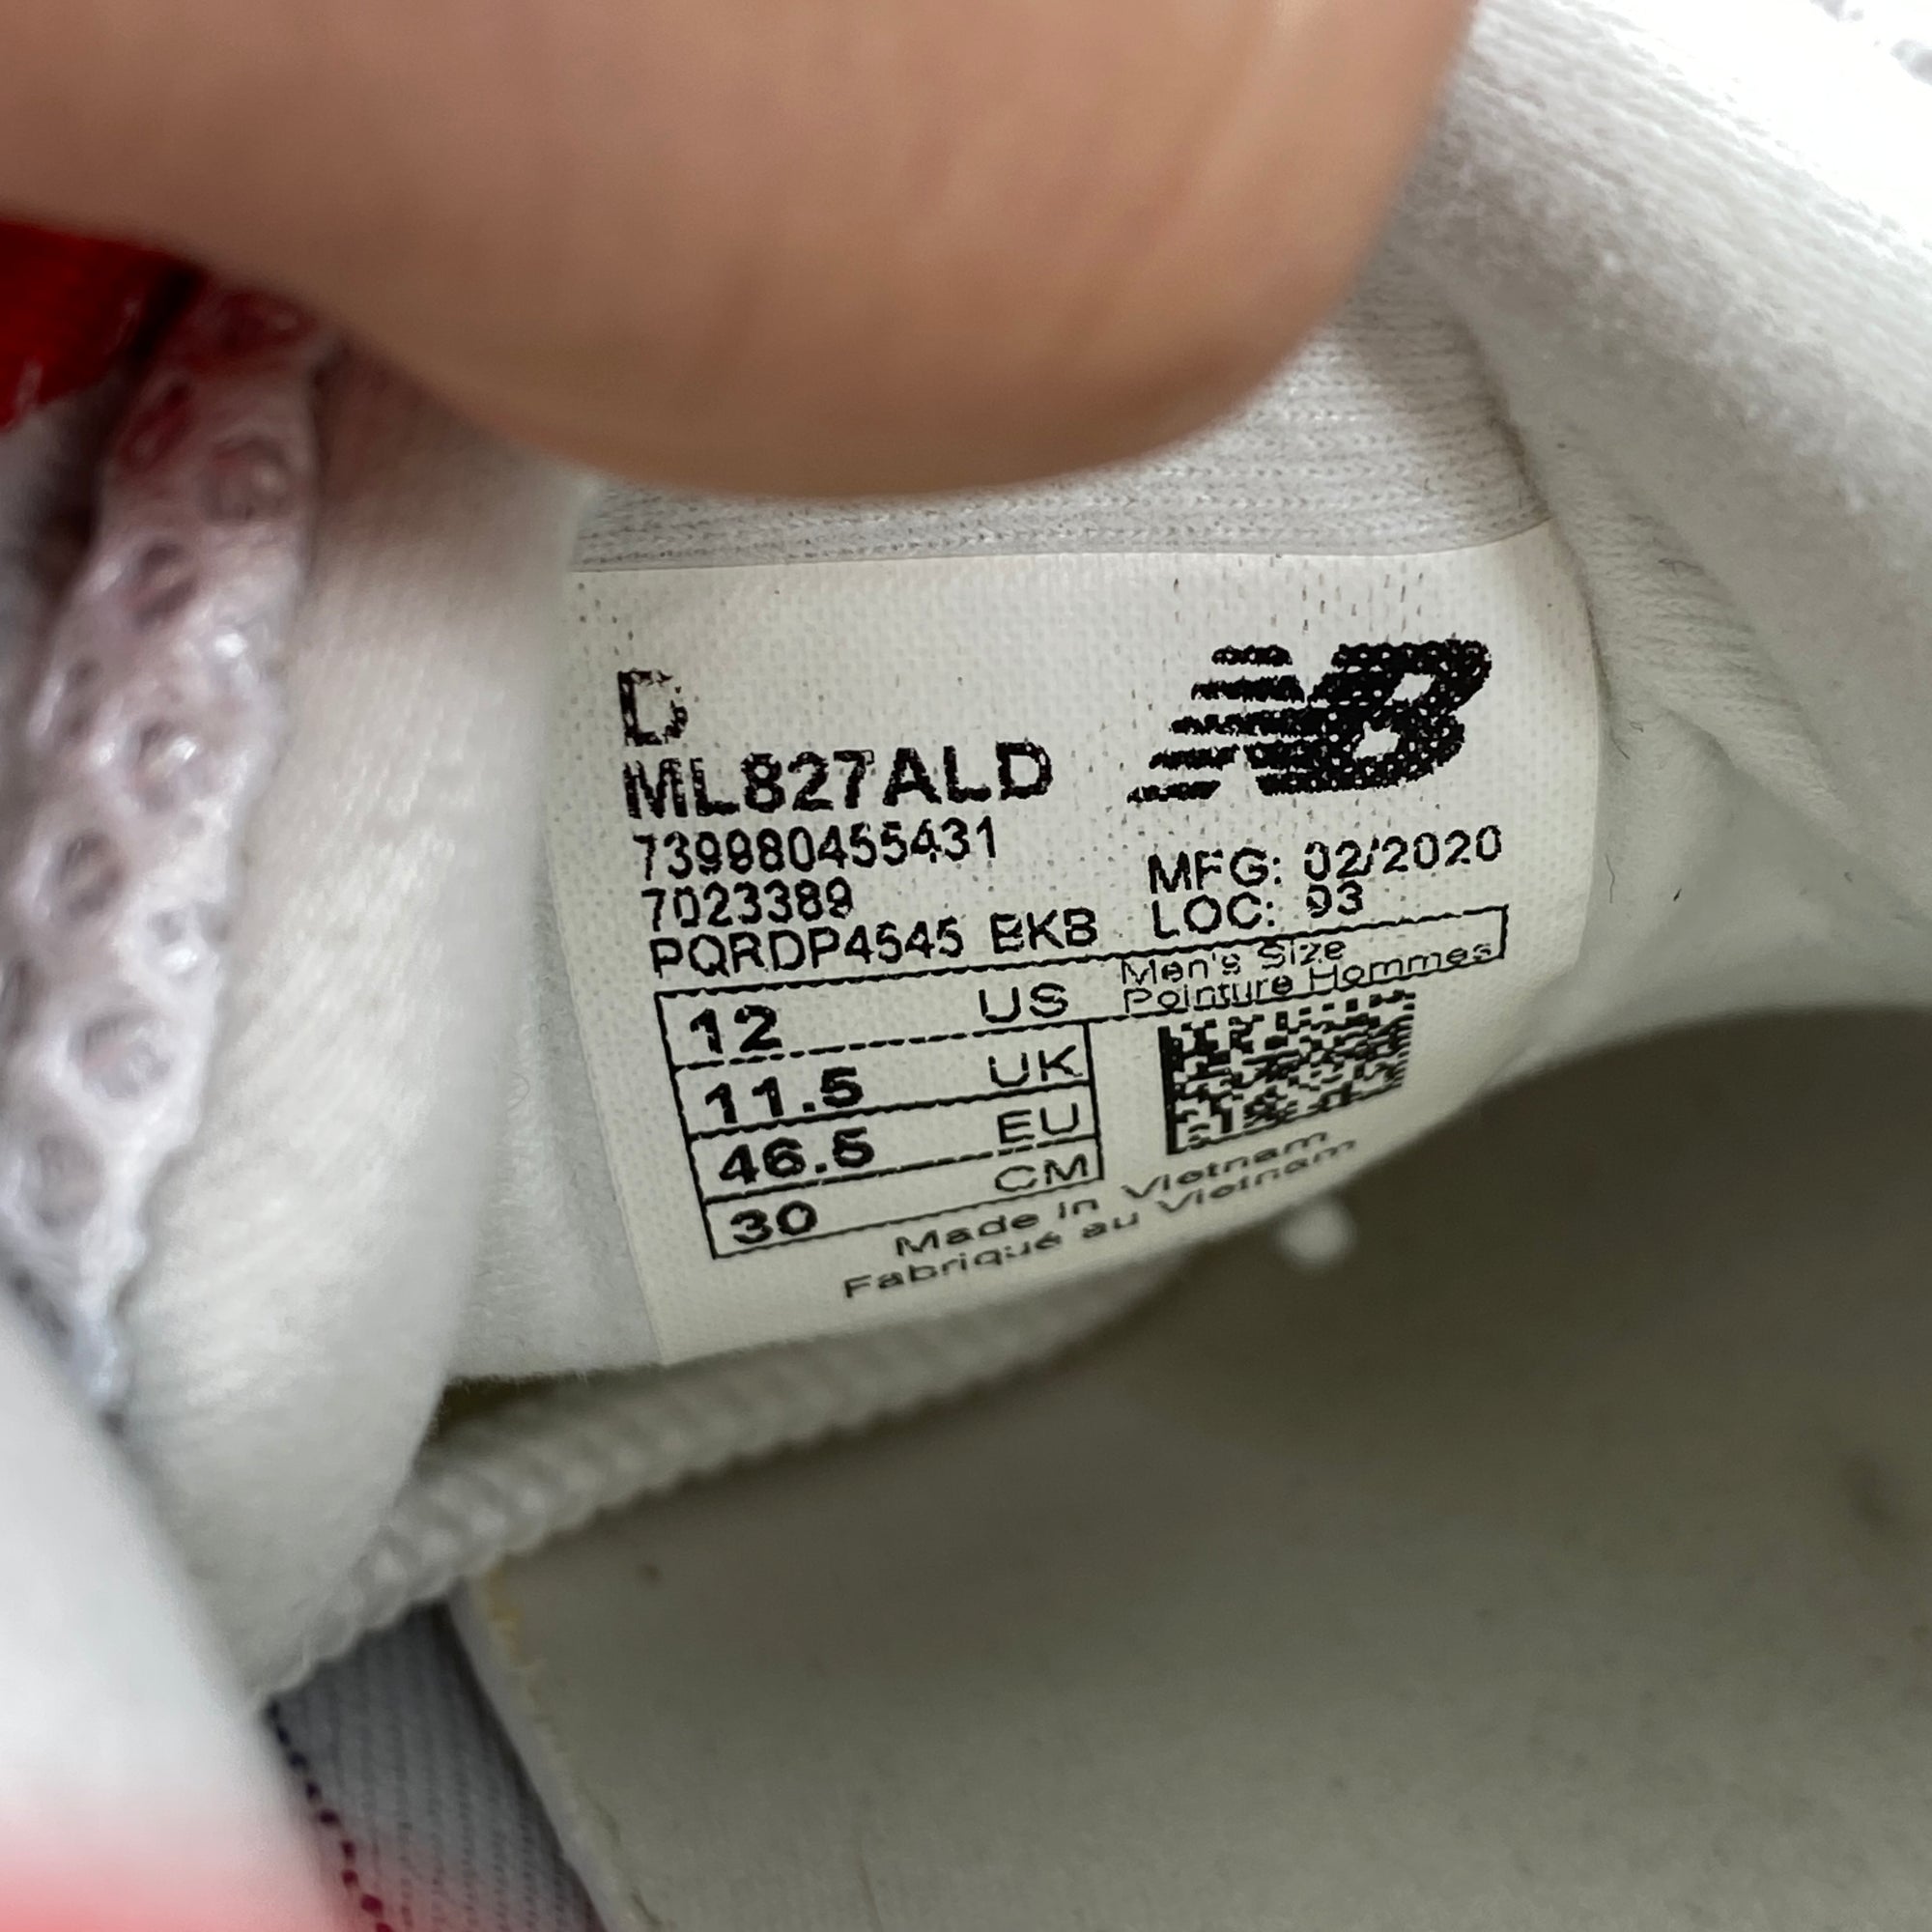 D
NB
ML827ALD
739980455431
7023389
PQRDP4545 BKB
MFG: 02/2020
LOC: 93
Men's Size
Pointure Hommes
12 US
11.5 UK
46.5 EU
30 CM
Made in Vietnam
Fabriqué au Vietnam